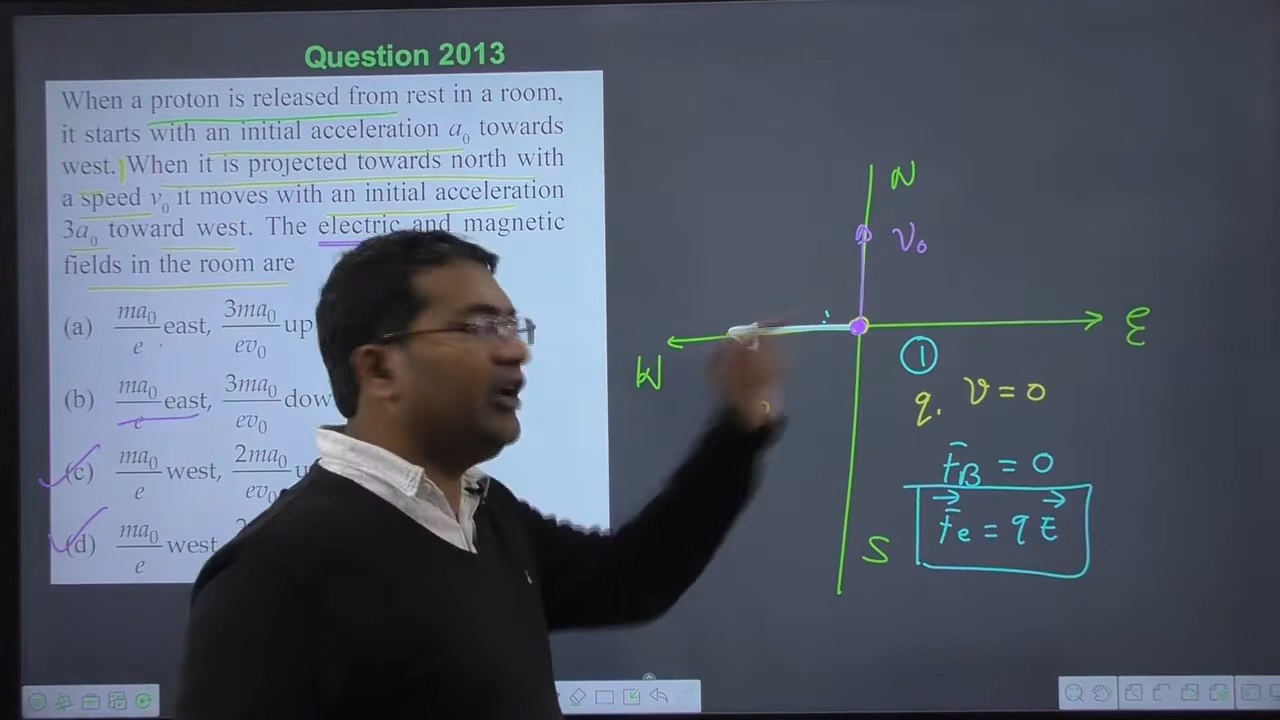 Question 2013
When a proton is released from rest in a room,
it starts with an initial acceleration a₀ towards
west. When it is projected towards north with
a speed v₀ it moves with an initial acceleration
3a₀ toward west. The electric and magnetic
fields in the room are
(a) ma₀/e east, 3ma₀/ev₀ up
(b) ma₀/e east, 3ma₀/ev₀ dow
(c) ma₀/e west, 2ma₀/ev₀ u
(d) ma₀/e west
N
v₀
E
W
①
q, v = 0
F_B = 0
F_e = qE
S